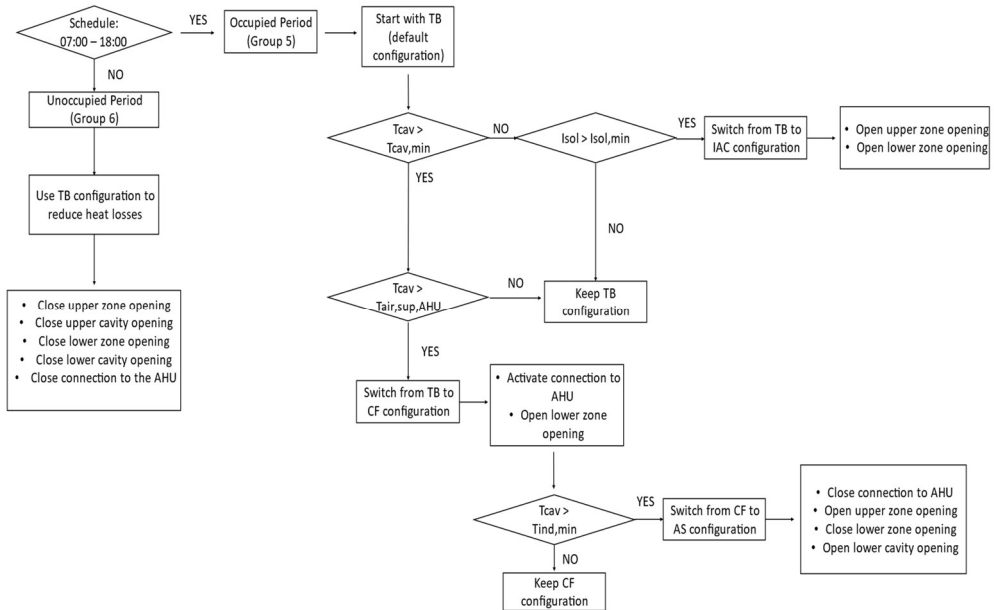 Schedule:
07:00 – 18:00
YES
Occupied Period
(Group 5)
Start with TB
(default
configuration)
NO
Unoccupied Period
(Group 6)
Use TB configuration to
reduce heat losses
• Close upper zone opening
• Close upper cavity opening
• Close lower zone opening
• Close lower cavity opening
• Close connection to the AHU
Tcav >
Tcav,min
NO
Isol > Isol,min
YES
Switch from TB to
IAC configuration
• Open upper zone opening
• Open lower zone opening
YES
NO
Tcav >
Tair,sup,AHU
NO
Keep TB
configuration
YES
Switch from TB to
CF configuration
• Activate connection to
AHU
• Open lower zone
opening
Tcav >
Tind,min
YES
Switch from CF to
AS configuration
• Close connection to AHU
• Open upper zone opening
• Close lower zone opening
• Open lower cavity opening
NO
Keep CF
configuration